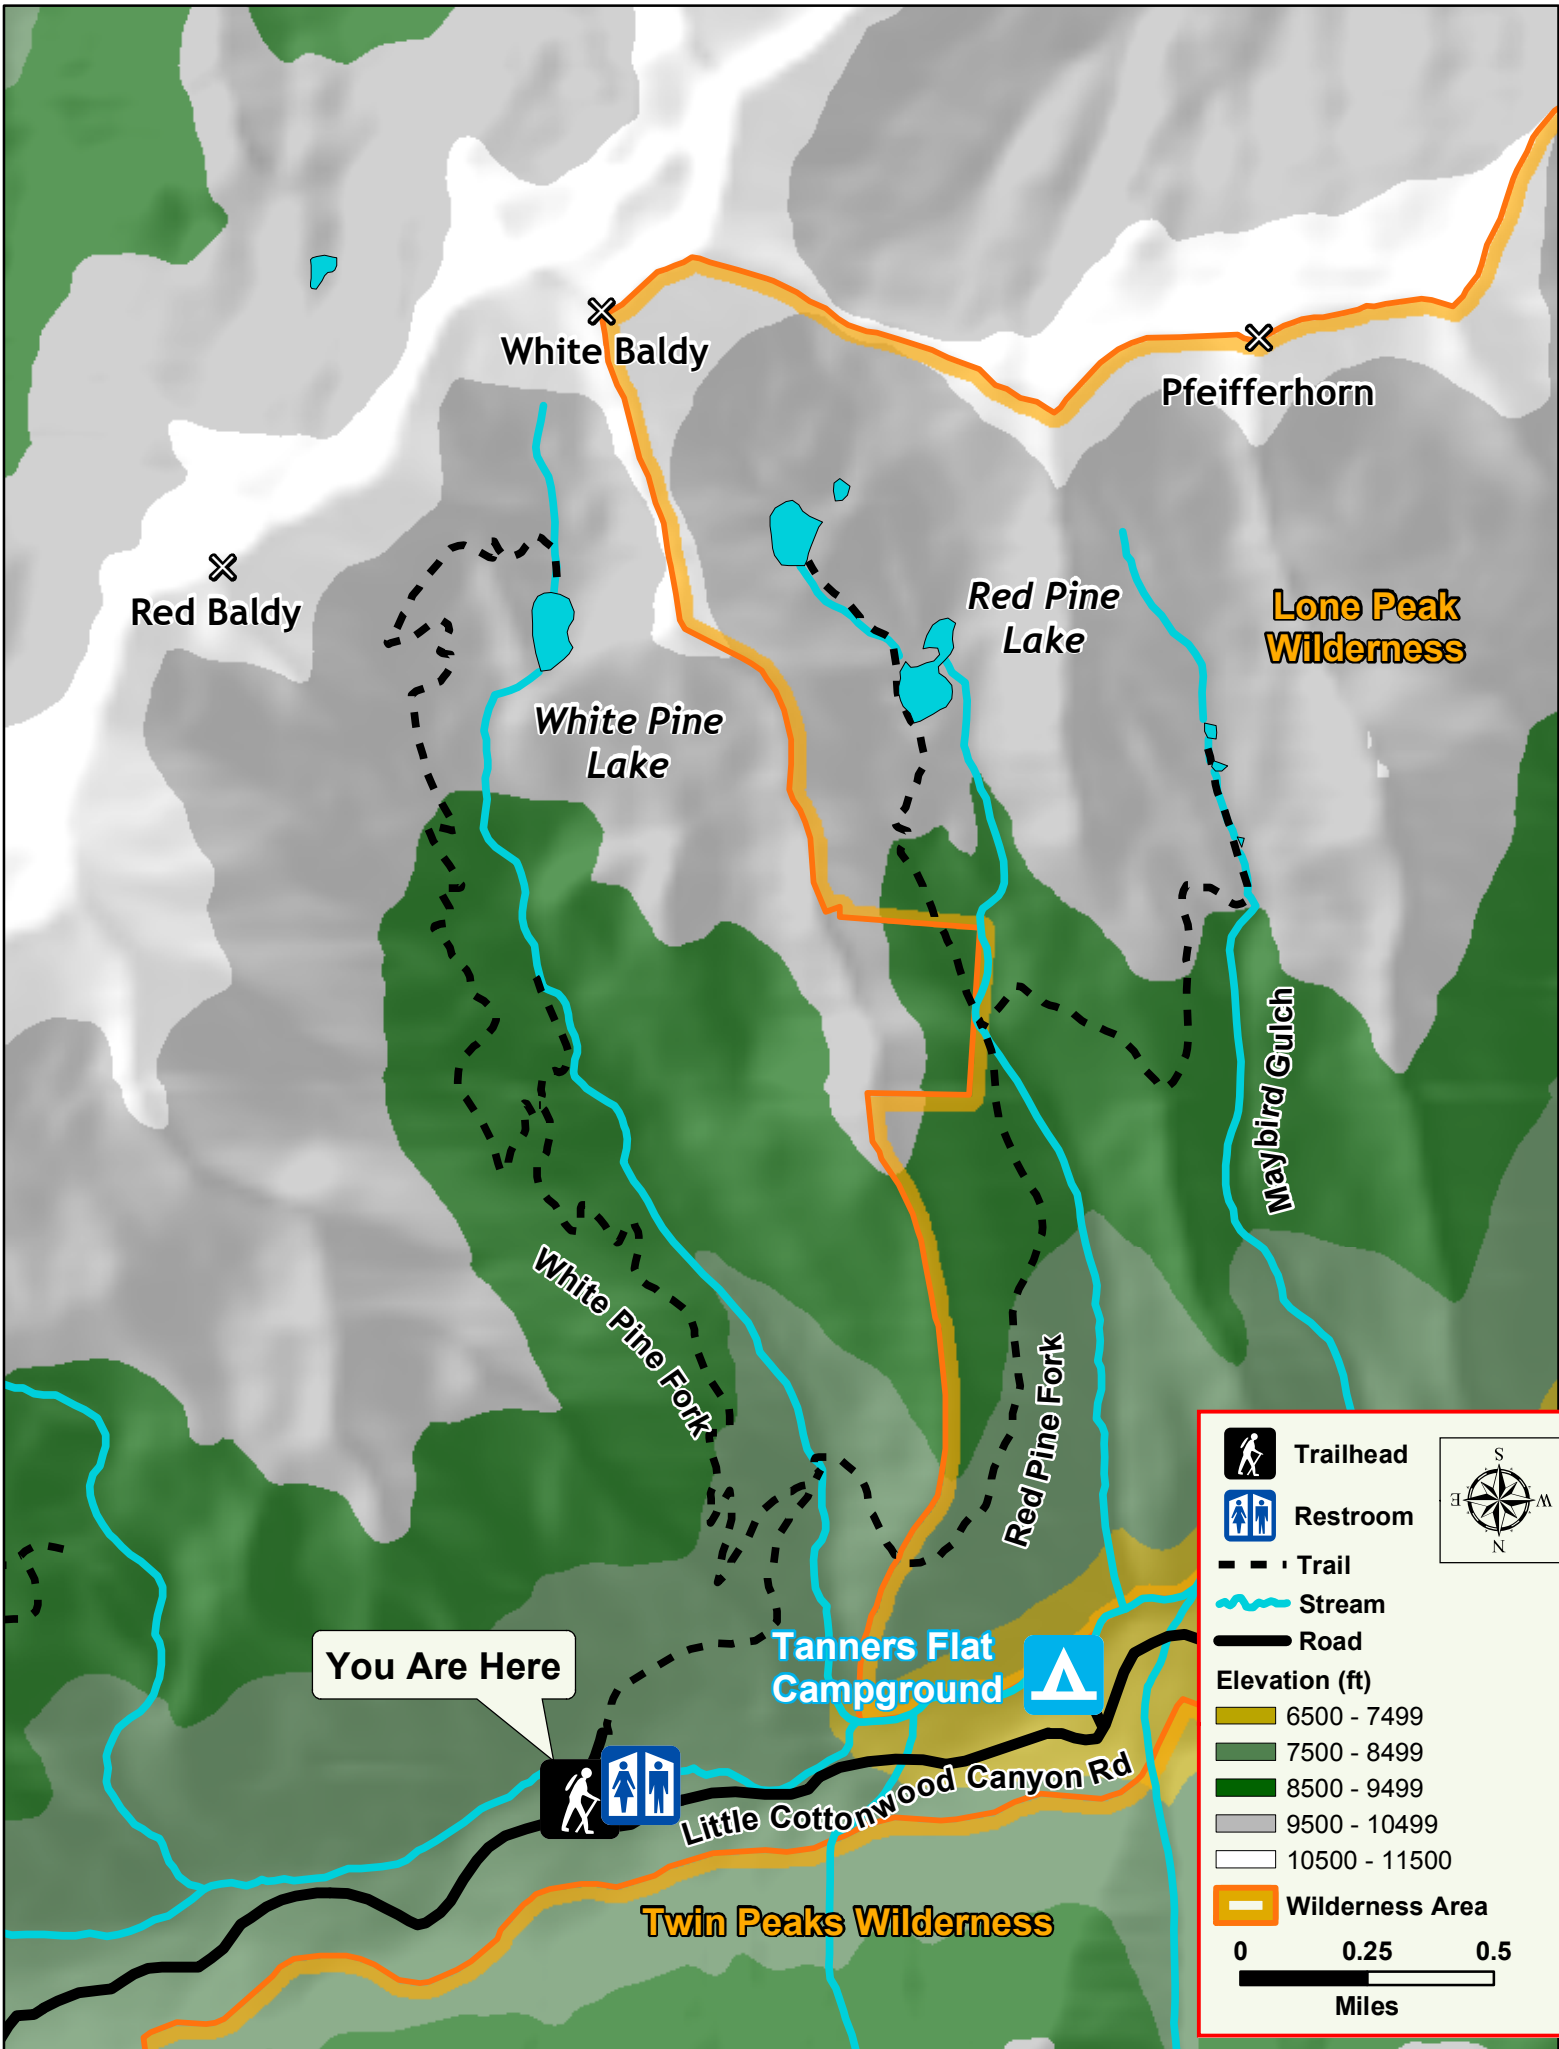 White Baldy
Pfeifferhorn
Red Baldy
Red Pine
Lake
Lone Peak
Wilderness
White Pine
Lake
Maybird Gulch
White Pine Fork
Red Pine Fork
You Are Here
Tanners Flat
Campground
Little Cottonwood Canyon Rd
Twin Peaks Wilderness
Trailhead
Restroom
Trail
Stream
Road
S
E
W
N
Elevation (ft)
6500 - 7499
7500 - 8499
8500 - 9499
9500 - 10499
10500 - 11500
Wilderness Area
0 0.25 0.5
Miles